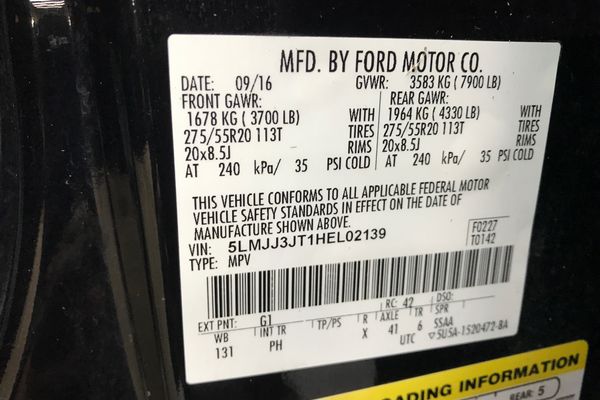 MFD. BY FORD MOTOR CO.
DATE: 09/16 GVWR: 3583 KG ( 7900 LB)
FRONT GAWR: REAR GAWR:
1678 KG ( 3700 LB) WITH 1964 KG ( 4330 LB) WITH
275/55R20 113T TIRES 275/55R20 113T TIRES
20x8.5J RIMS 20x8.5J RIMS
AT 240 kPa/ 35 PSI COLD AT 240 kPa/ 35 PSI COLD
THIS VEHICLE CONFORMS TO ALL APPLICABLE FEDERAL MOTOR
VEHICLE SAFETY STANDARDS IN EFFECT ON THE DATE OF
MANUFACTURE SHOWN ABOVE.
VIN: 5LMJJ3JT1HEL02139 F0227
TYPE: MPV T0142
EXT PNT: G1 RC: 42 DSO:
WB INT TR TP/PS R AXLE TR SPR
131 PH X 41 6 5SAA
UTC ▽5U5A-1520472-BA
OADING INFORMATION
REAR: 5